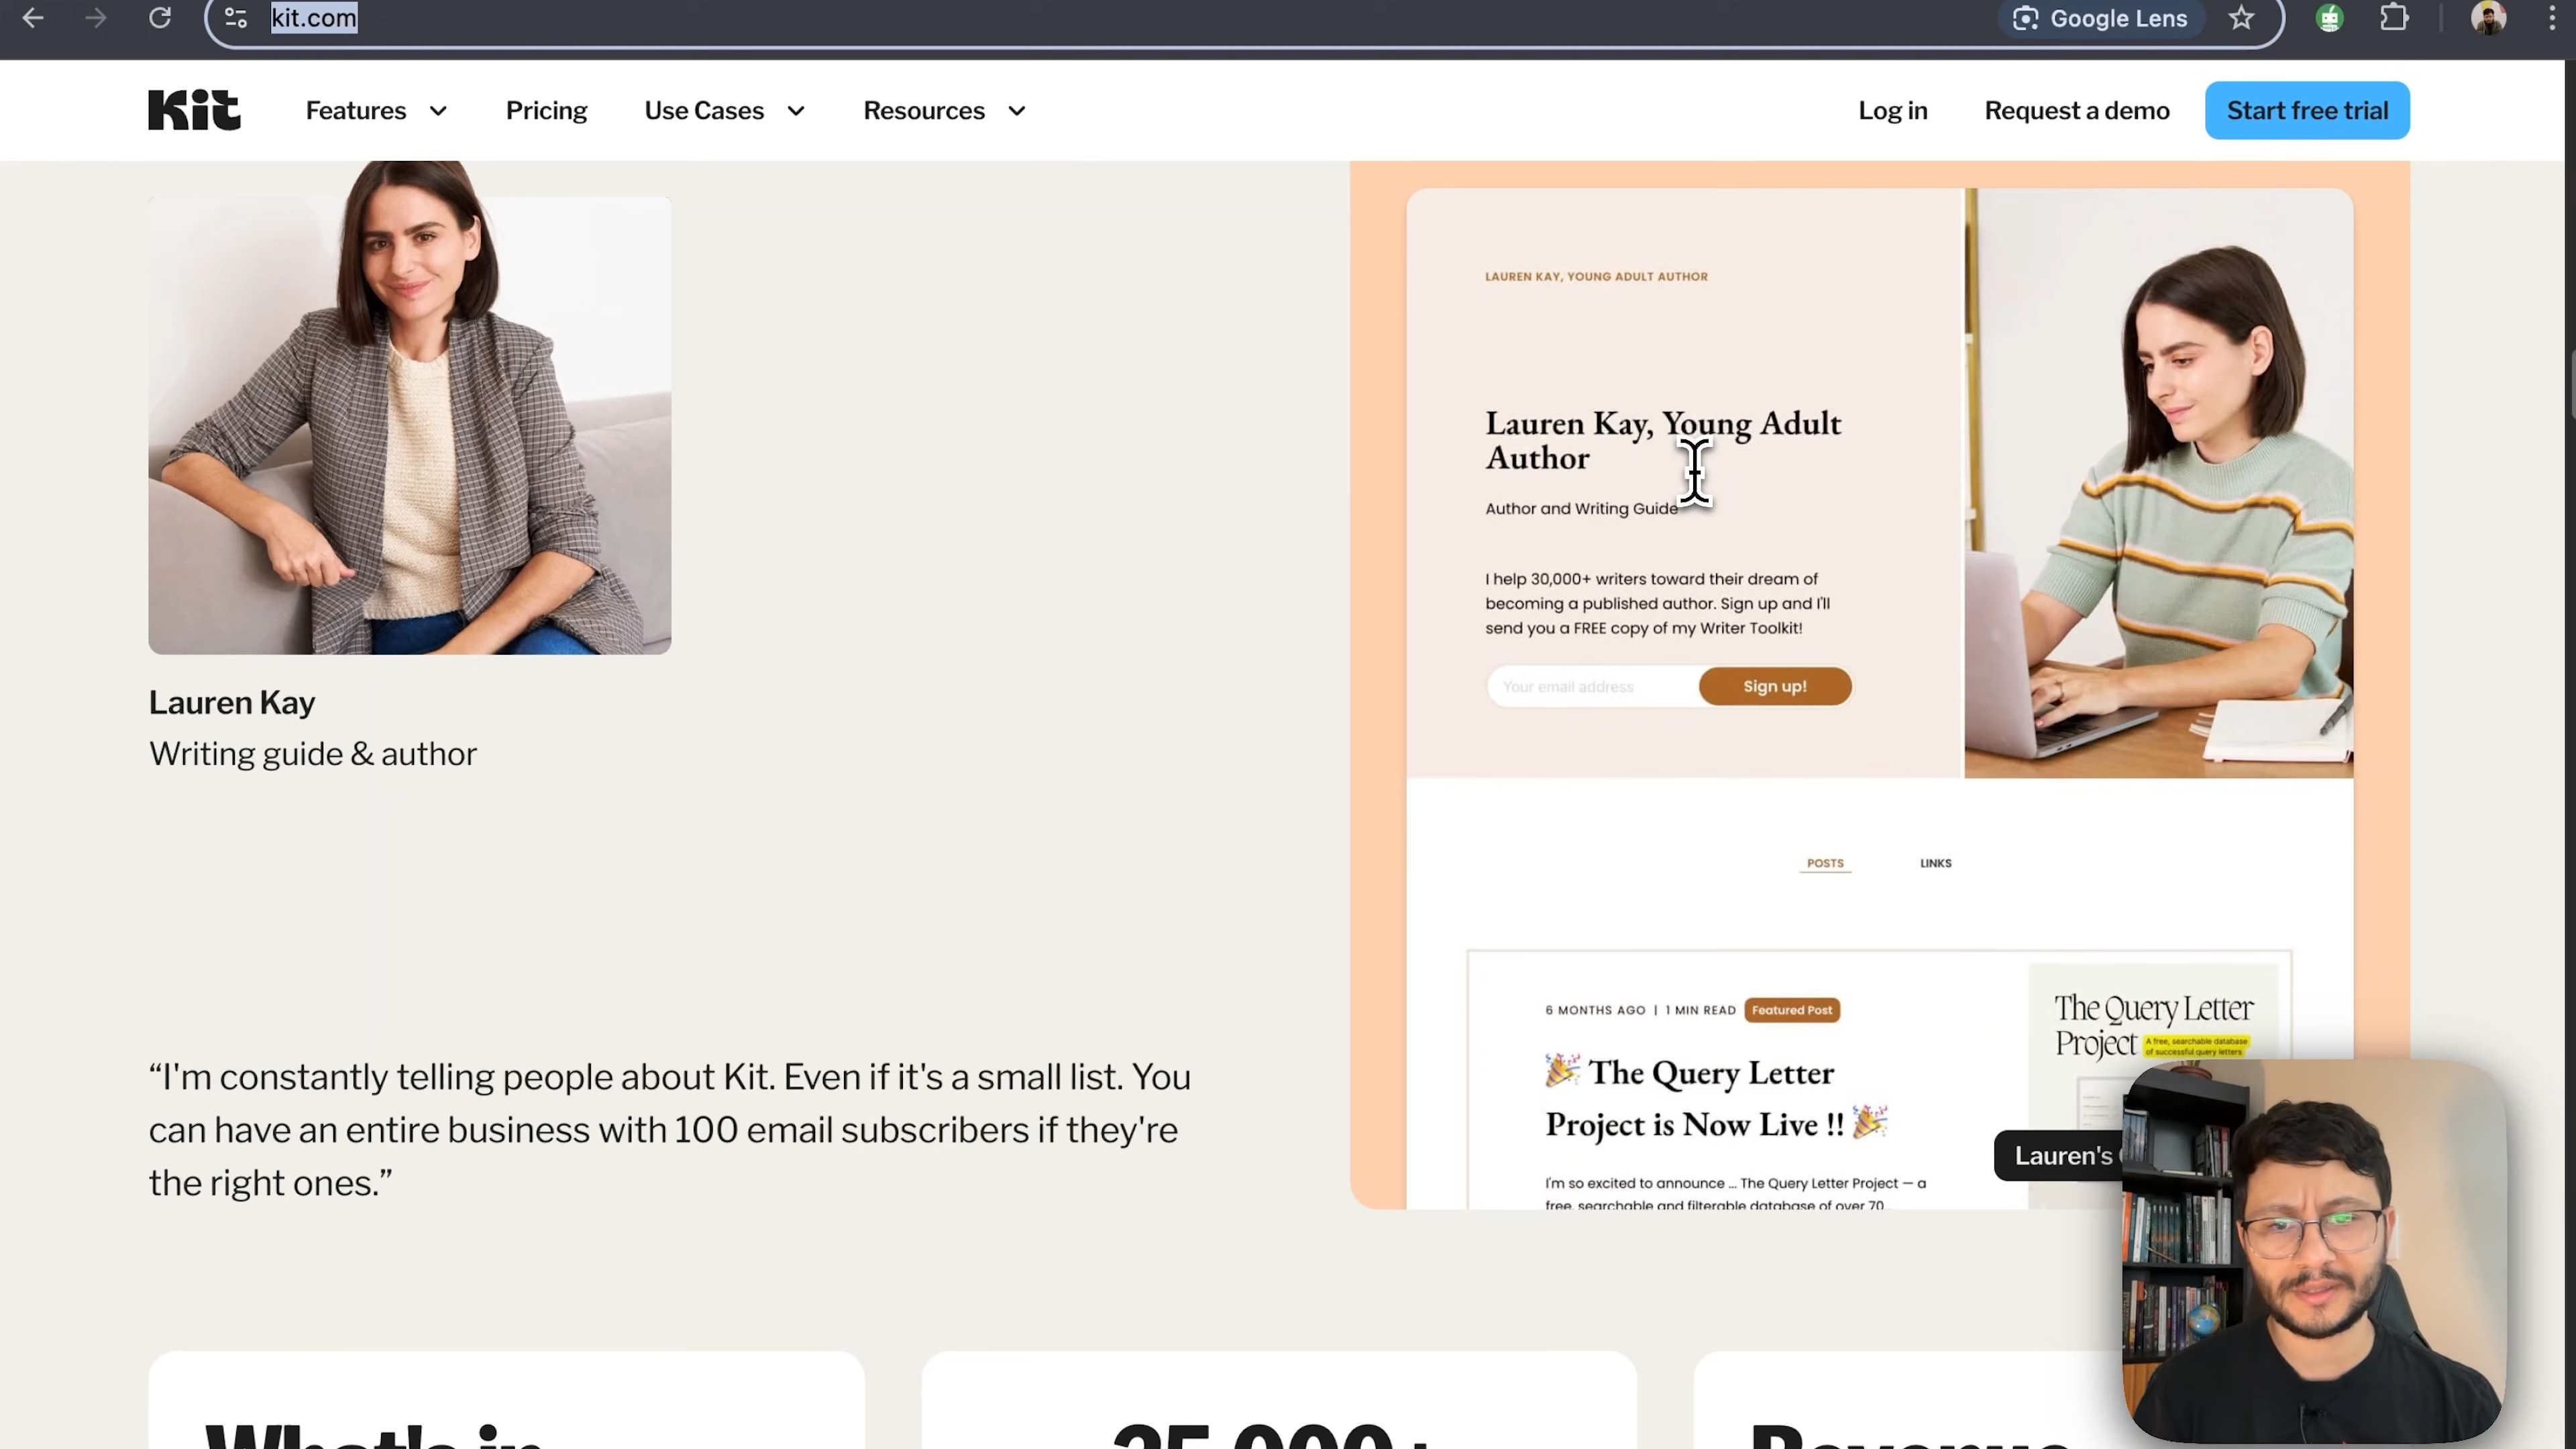 kit.com
Google Lens
Kit
Features
Pricing
Use Cases
Resources
Log in
Request a demo
Start free trial
Lauren Kay
Writing guide & author
“I'm constantly telling people about Kit. Even if it's a small list. You
can have an entire business with 100 email subscribers if they're
the right ones.”
LAUREN KAY, YOUNG ADULT AUTHOR
Lauren Kay, Young Adult
Author
Author and Writing Guide
I help 30,000+ writers toward their dream of
becoming a published author. Sign up and I'll
send you a FREE copy of my Writer Toolkit!
Your email address
Sign up!
POSTS
LINKS
6 MONTHS AGO | 1 MIN READ
Featured Post
🎉 The Query Letter
Project is Now Live !! 🎉
I'm so excited to announce ... The Query Letter Project — a
free, searchable and filterable database of over 70...
The Query Letter
Project
A free, searchable database
of successful query letters
Lauren's
What's in
25,000+
Revenue